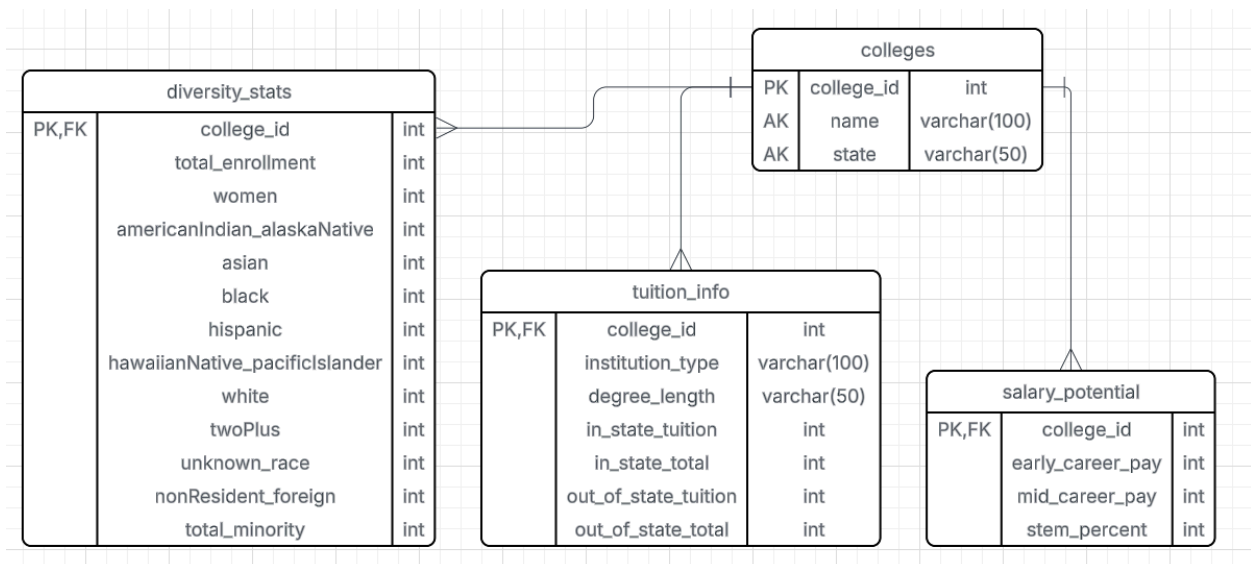 colleges
PK college_id int
AK name varchar(100)
AK state varchar(50)
diversity_stats
PK,FK college_id int
total_enrollment int
women int
americanIndian_alaskaNative int
asian int
black int
hispanic int
hawaiianNative_pacificIslander int
white int
twoPlus int
unknown_race int
nonResident_foreign int
total_minority int
tuition_info
PK,FK college_id int
institution_type varchar(100)
degree_length varchar(50)
in_state_tuition int
in_state_total int
out_of_state_tuition int
out_of_state_total int
salary_potential
PK,FK college_id int
early_career_pay int
mid_career_pay int
stem_percent int